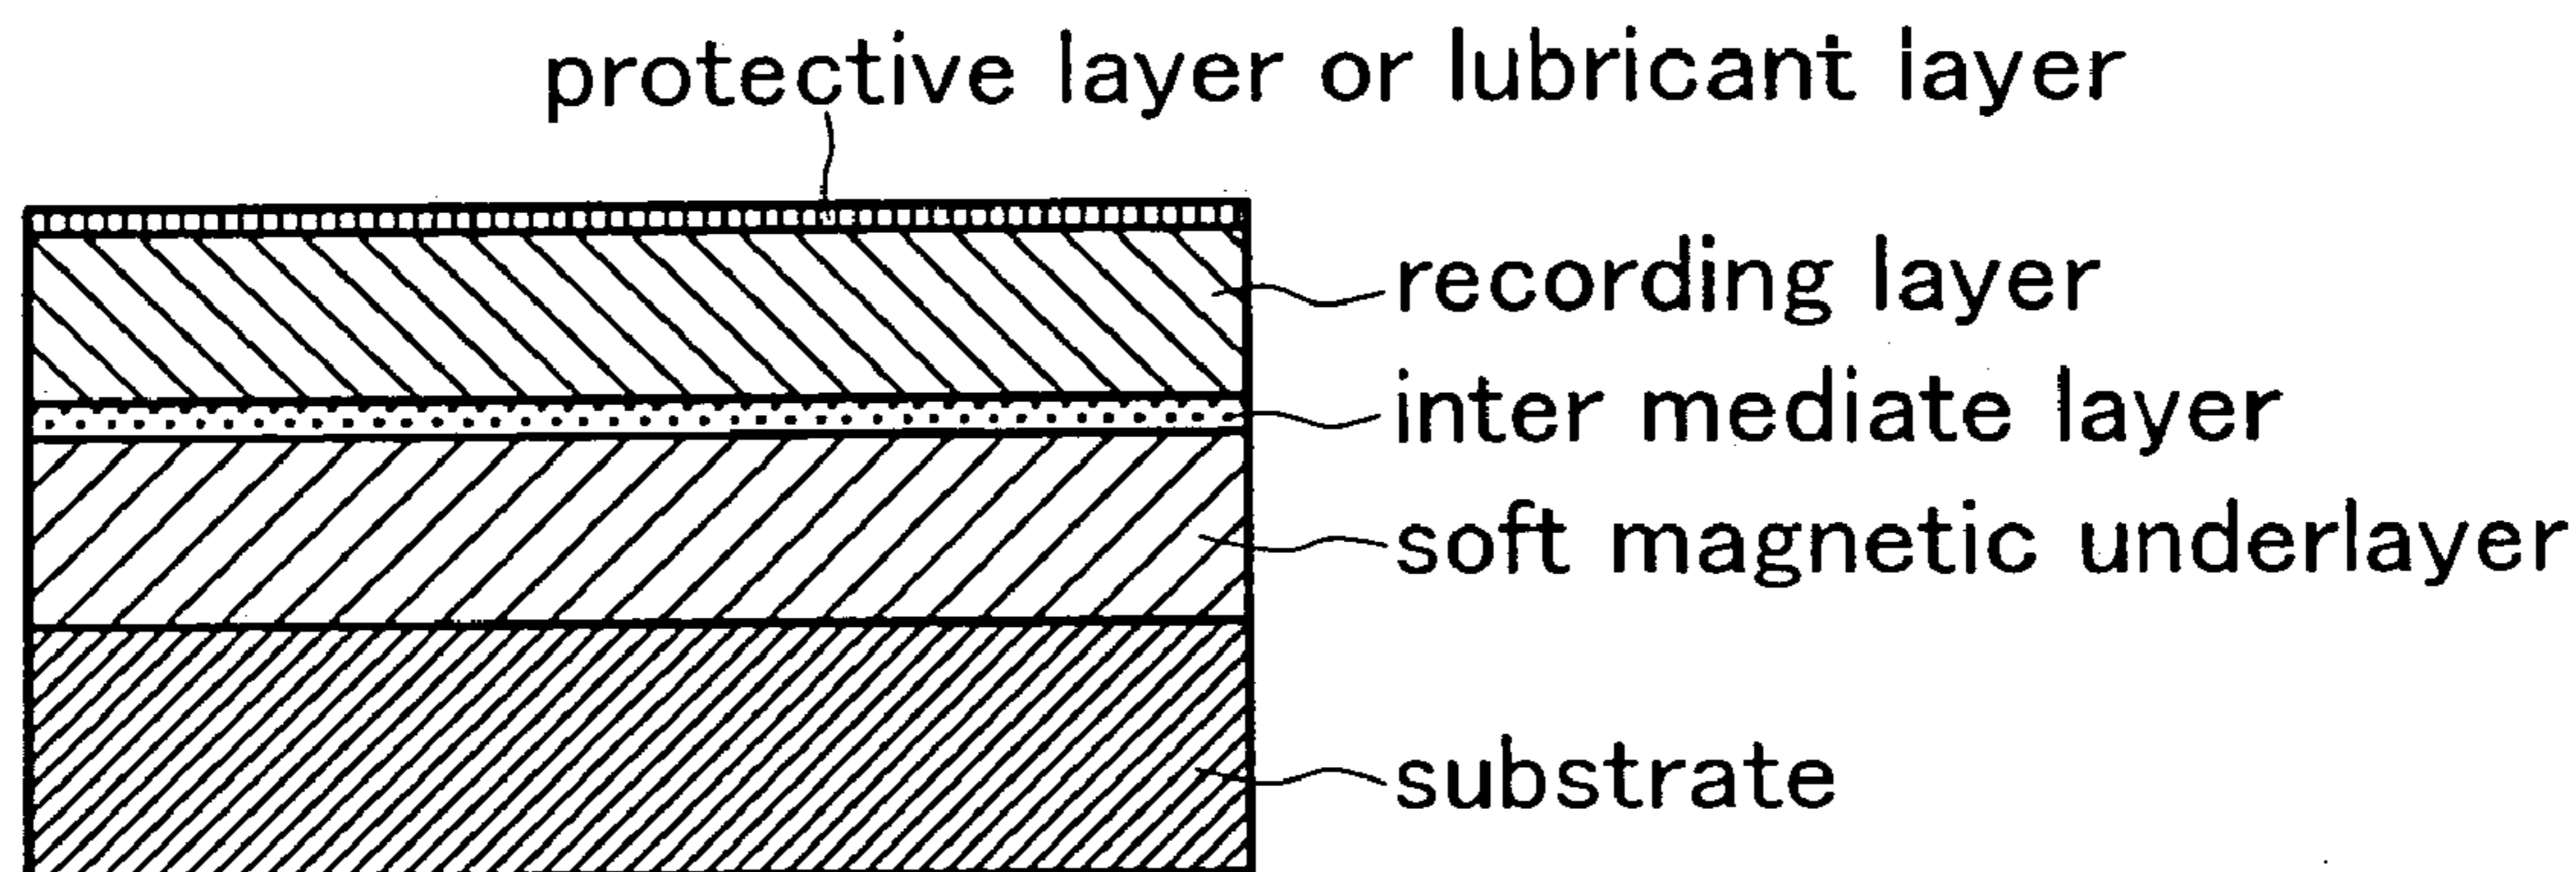 protective layer or lubricant layer
recording layer
inter mediate layer
soft magnetic underlayer
substrate